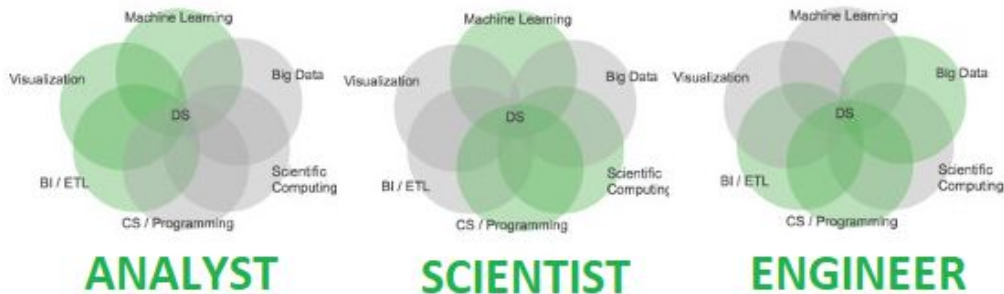 Machine Learning
Visualization
Big Data
DS
BI / ETL
Scientific
Computing
CS / Programming
ANALYST
Machine Learning
Visualization
Big Data
DS
BI / ETL
Scientific
Computing
CS / Programming
SCIENTIST
Machine Learning
Visualization
Big Data
DS
BI / ETL
Scientific
Computing
CS / Programming
ENGINEER